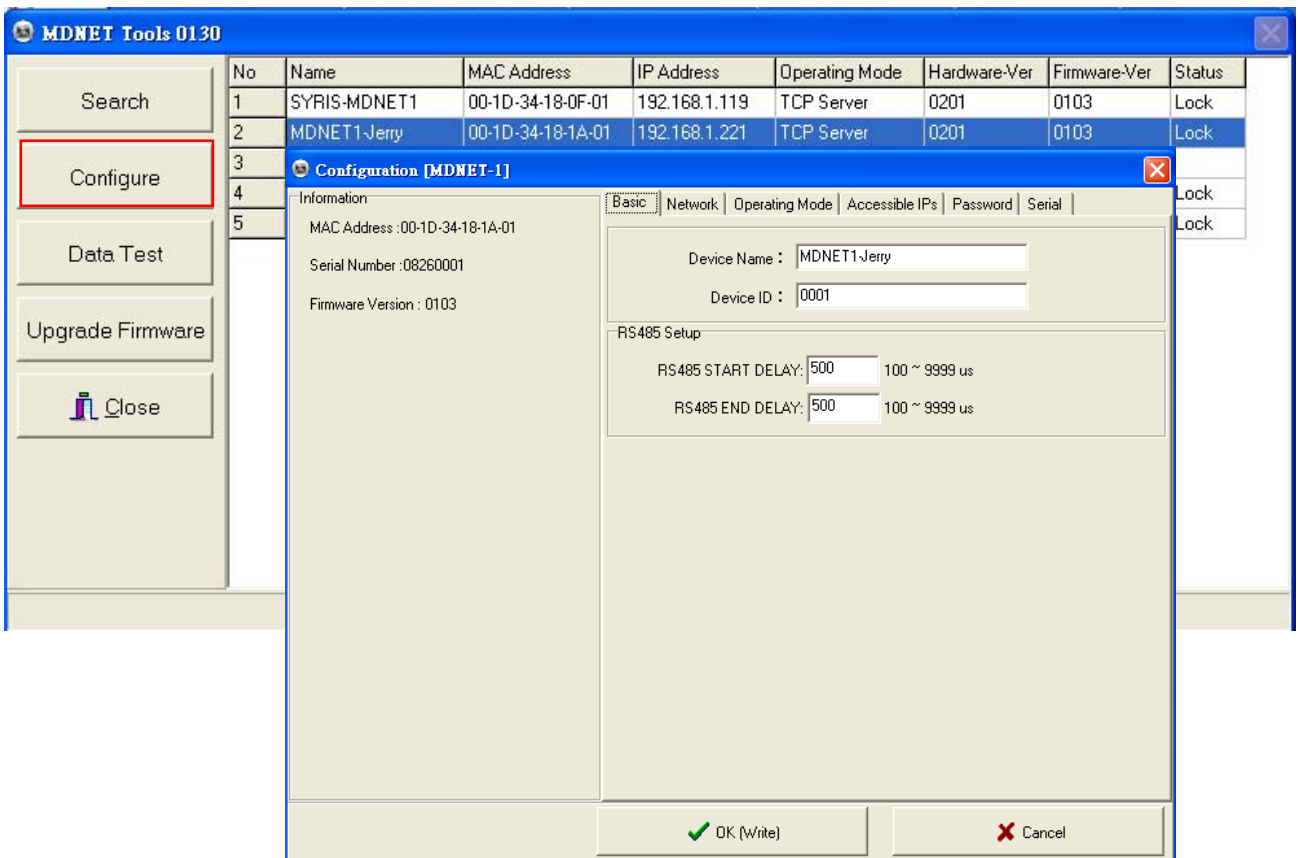 MDNET Tools 0130
Search
Configure
Data Test
Upgrade Firmware
Close
No Name MAC Address IP Address Operating Mode Hardware-Ver Firmware-Ver Status
1 SYRIS-MDNET1 00-1D-34-18-0F-01 192.168.1.119 TCP Server 0201 0103 Lock
2 MDNET1-Jerry 00-1D-34-18-1A-01 192.168.1.221 TCP Server 0201 0103 Lock
3
4 Lock
5 Lock
Configuration [MDNET-1]
Information
MAC Address :00-1D-34-18-1A-01
Serial Number :08260001
Firmware Version : 0103
Basic Network Operating Mode Accessible IPs Password Serial
Device Name : MDNET1-Jerry
Device ID : 0001
RS485 Setup
RS485 START DELAY: 500 100 ~ 9999 us
RS485 END DELAY: 500 100 ~ 9999 us
OK (Write) Cancel